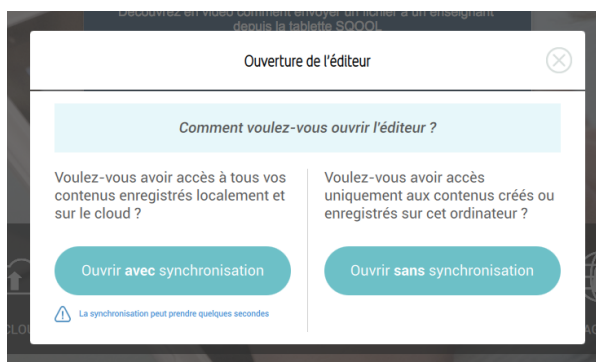 Découvrez en vidéo comment envoyer un fichier à un enseignant
depuis la tablette SQOOL
Ouverture de l'éditeur
Comment voulez-vous ouvrir l'éditeur ?
Voulez-vous avoir accès à tous vos
contenus enregistrés localement et
sur le cloud ?
Ouvrir avec synchronisation
La synchronisation peut prendre quelques secondes
Voulez-vous avoir accès
uniquement aux contenus créés ou
enregistrés sur cet ordinateur ?
Ouvrir sans synchronisation